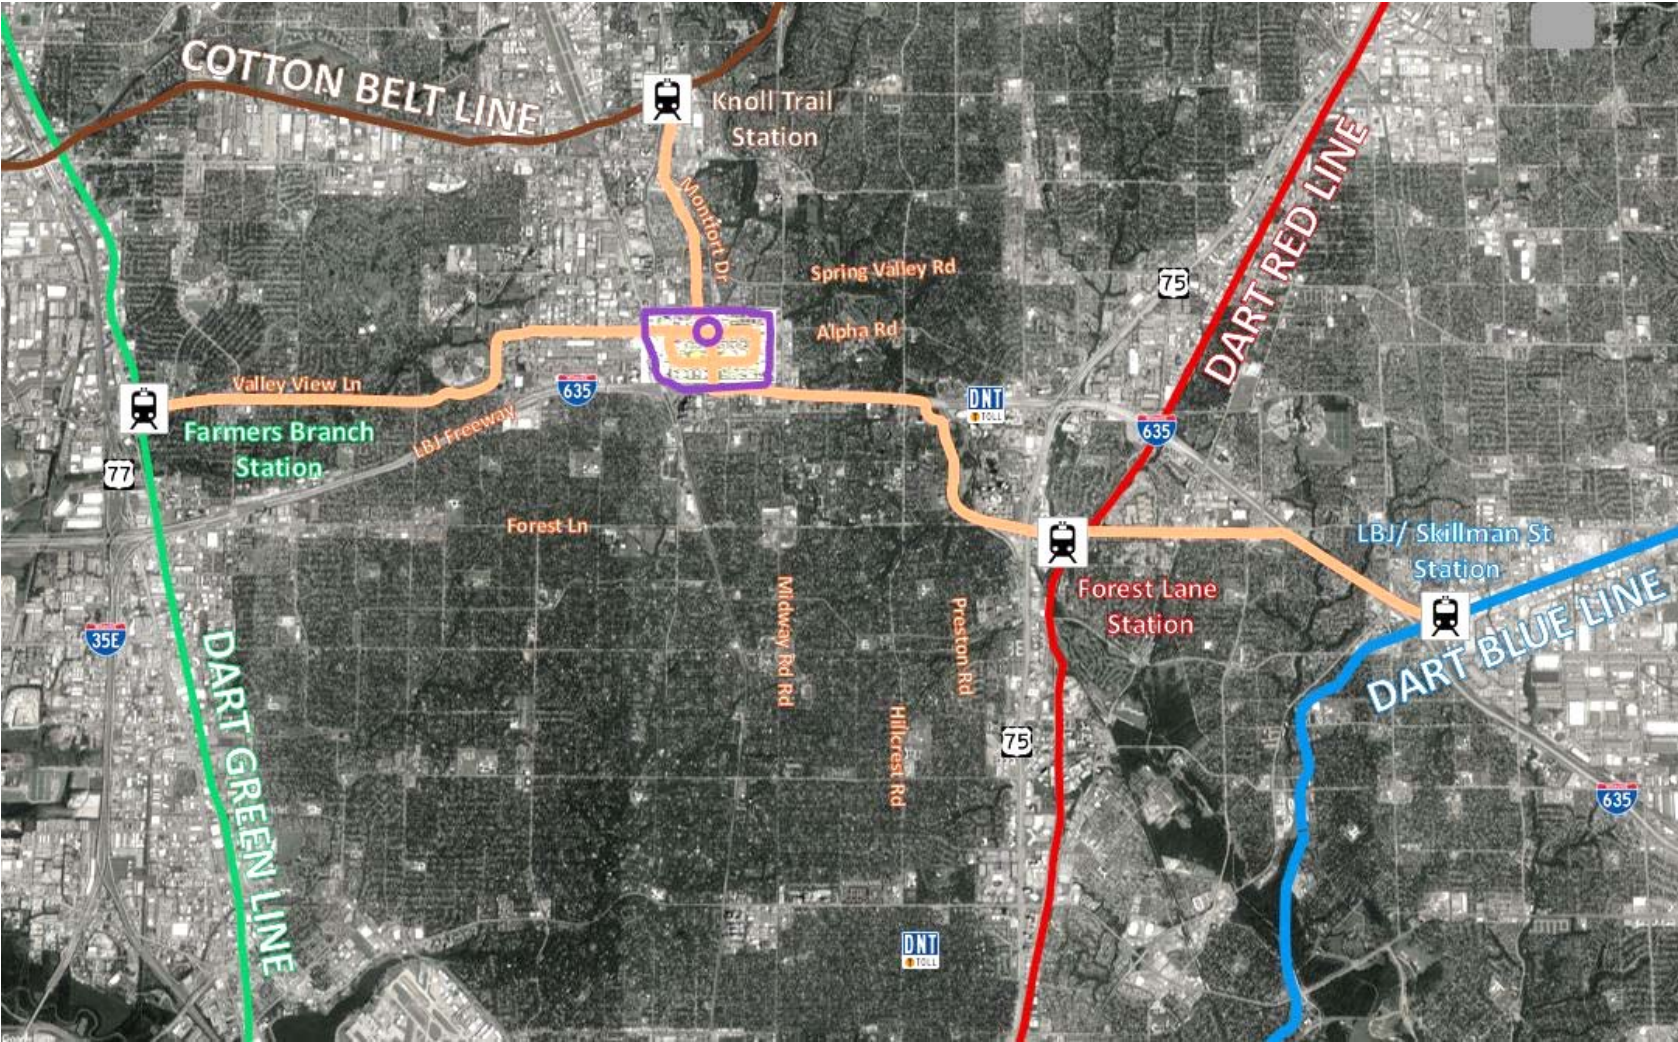 COTTON BELT LINE
Knoll Trail
Station
Montfort Dr
DART RED LINE
Spring Valley Rd
75
Alpha Rd
Valley View Ln
635
DNT
TOLL
LBJ Freeway
635
Farmers Branch
Station
77
Forest Ln
LBJ/ Skillman St
Station
Forest Lane
Station
Midway Rd Rd
Preston Rd
35E
DART GREEN LINE
DART BLUE LINE
Hillcrest Rd
75
635
DNT
TOLL